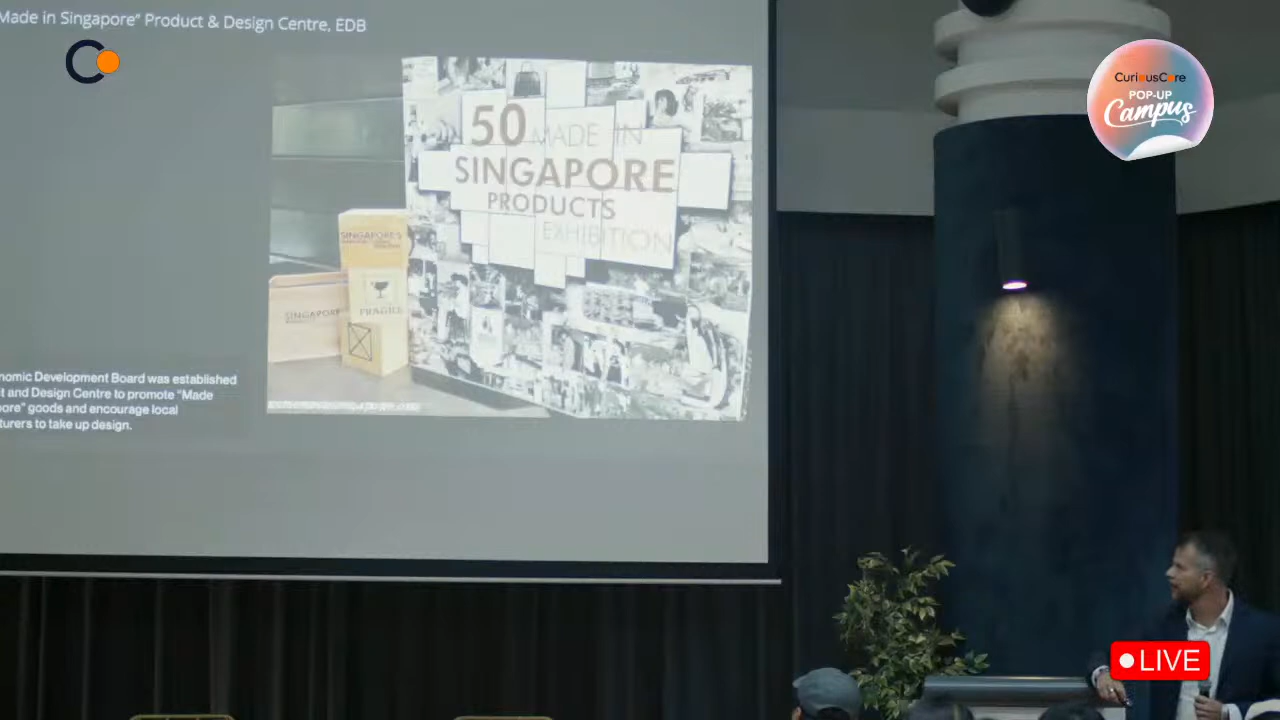 Made in Singapore" Product & Design Centre, EDB
CuriousCore
POP-UP
Campus
50 MADE IN
SINGAPORE
PRODUCTS
EXHIBITION
SINGAPORE'S
SINGAPORE
FRAGILE
nomic Development Board was established
t and Design Centre to promote "Made
ore" goods and encourage local
turers to take up design.
LIVE